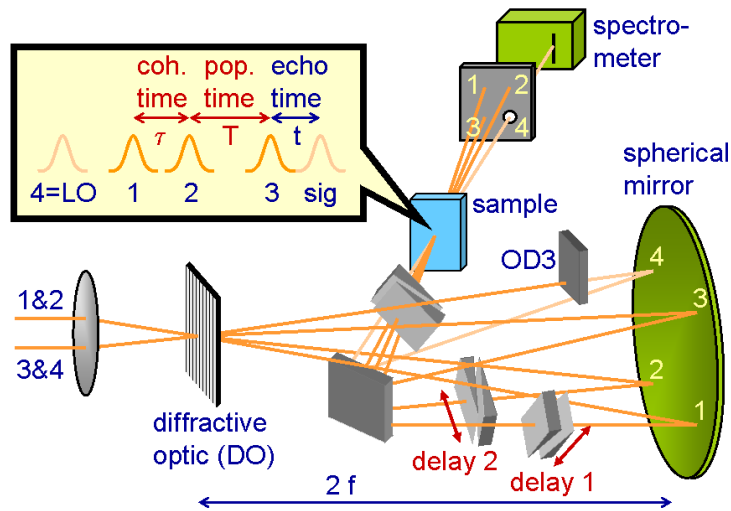 coh. pop. echo
time time time
τ T t
4=LO 1 2 3 sig
spectro-
meter
1 2
3 4
sample
spherical
mirror
OD3
4
3
2
1
1&2
3&4
diffractive
optic (DO)
delay 2
delay 1
2 f